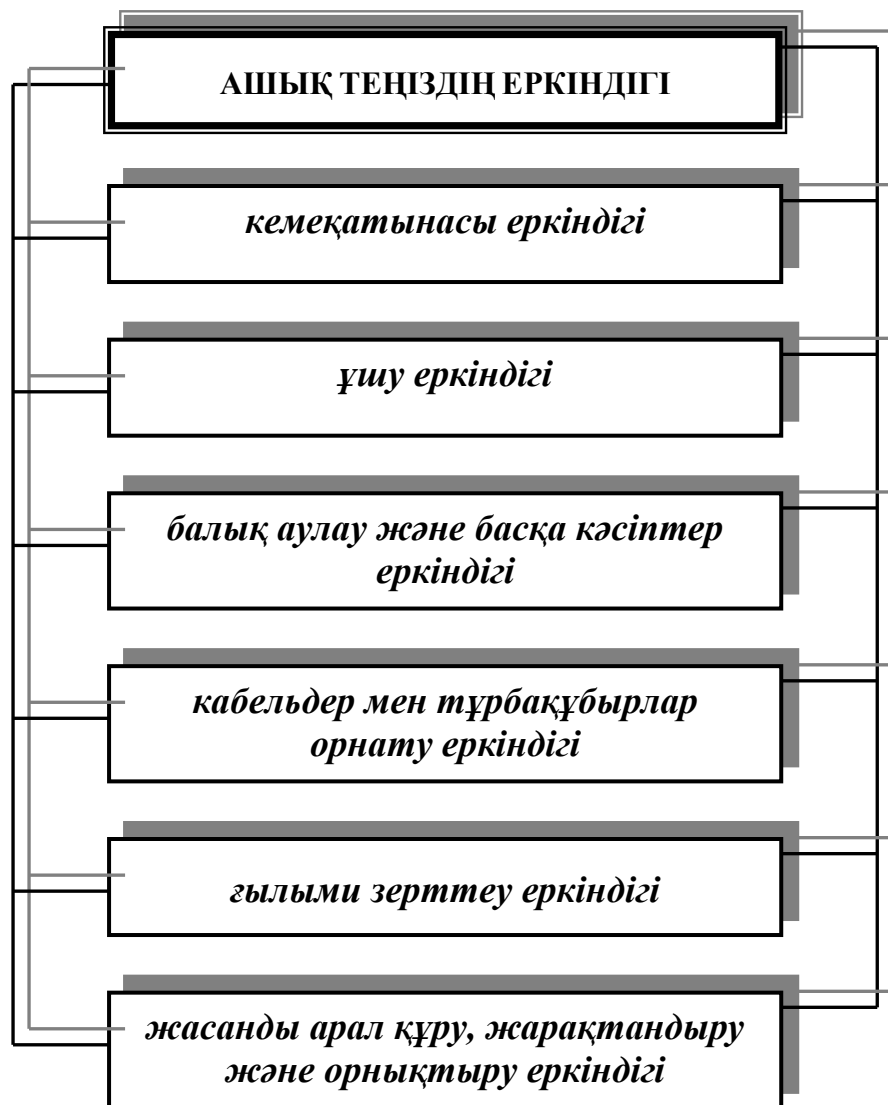 АШЫҚ ТЕҢІЗДІҢ ЕРКІНДІГІ
кемеқатынасы еркіндігі
ұшу еркіндігі
балық аулау және басқа кәсіптер
еркіндігі
кабельдер мен тұрбақұбырлар
орнату еркіндігі
ғылыми зерттеу еркіндігі
жасанды арал құру, жарақтандыру
және орнықтыру еркіндігі